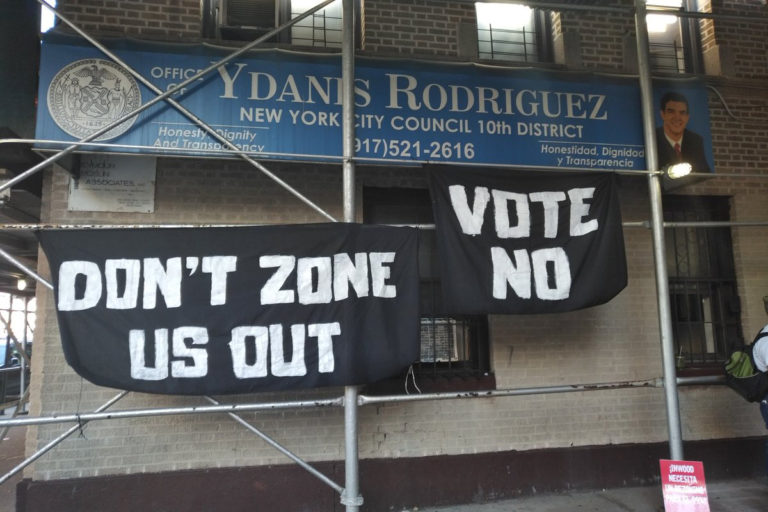 OFFICE
OF
YDANIS RODRIGUEZ
NEW YORK CITY COUNCIL 10th DISTRICT
Honesty, Dignity
And Transparency
917)521-2616
Honestidad, Dignidad
y Transparencia
ASSOCIATES,
VOTE
NO
DON'T ZONE
US OUT
¡INWOOD
NECESITA